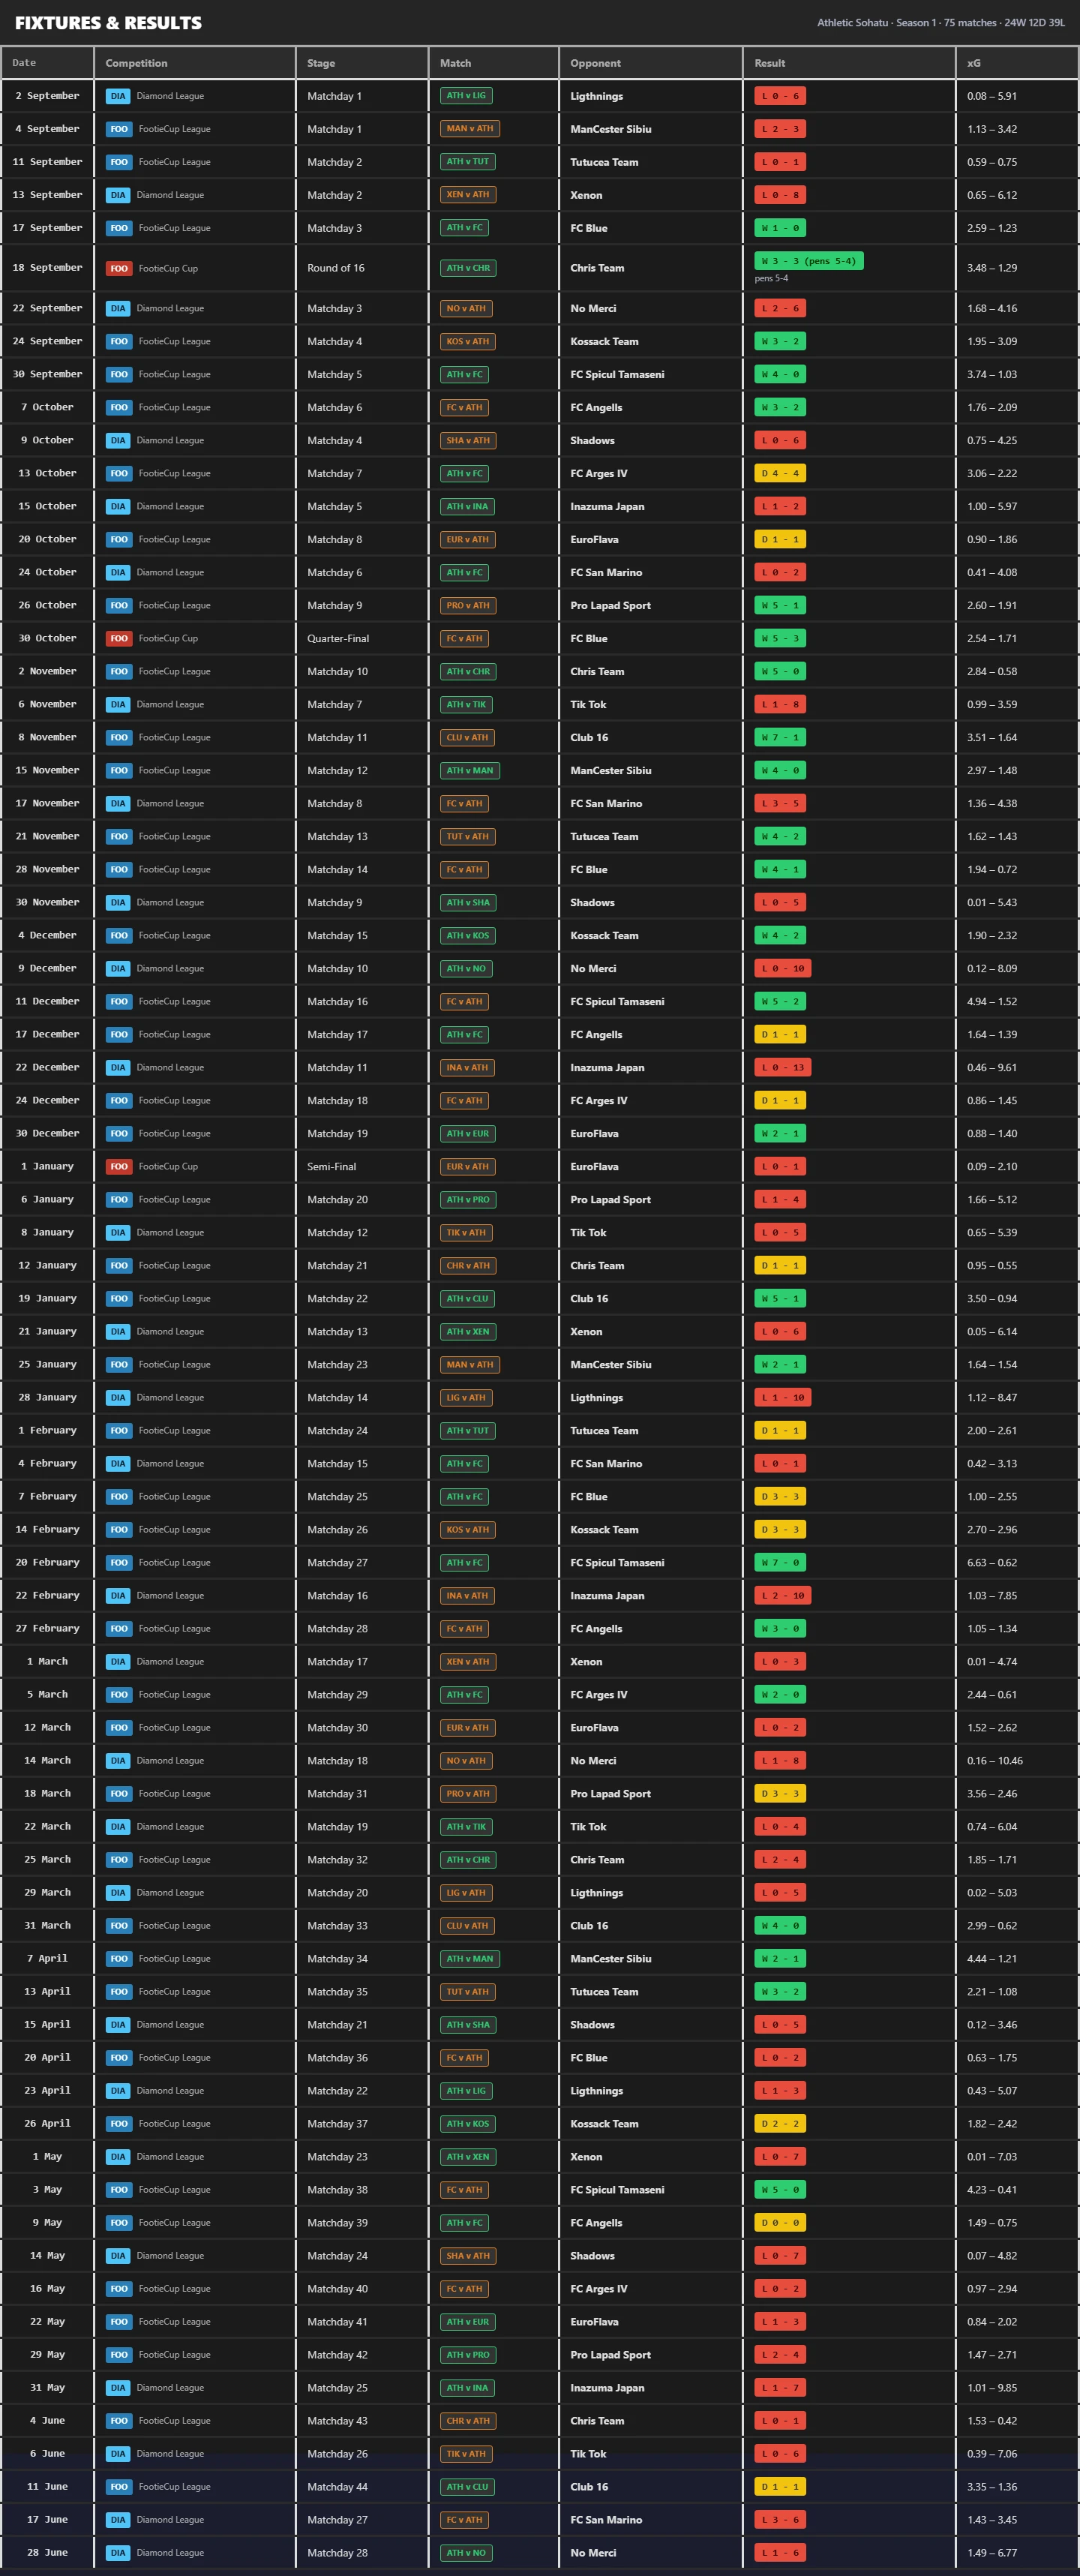 FIXTURES & RESULTS
Athletic Sohatu · Season 1 · 75 matches · 24W 12D 39L
Date Competition Stage Match Opponent Result xG
2 September DIA Diamond League Matchday 1 ATH v LIG Ligthnings L 0 - 6 0.08 – 5.91
4 September FOO FootieCup League Matchday 1 MAN v ATH ManCester Sibiu L 2 - 3 1.13 – 3.42
11 September FOO FootieCup League Matchday 2 ATH v TUT Tutucea Team L 0 - 1 0.59 – 0.75
13 September DIA Diamond League Matchday 2 XEN v ATH Xenon L 0 - 8 0.65 – 6.12
17 September FOO FootieCup League Matchday 3 ATH v FC FC Blue W 1 - 0 2.59 – 1.23
18 September FOO FootieCup Cup Round of 16 ATH v CHR Chris Team W 3 - 3 (pens 5-4) 3.48 – 1.29
pens 5-4
22 September DIA Diamond League Matchday 3 NO v ATH No Merci L 2 - 6 1.68 – 4.16
24 September FOO FootieCup League Matchday 4 KOS v ATH Kossack Team W 3 - 2 1.95 – 3.09
30 September FOO FootieCup League Matchday 5 ATH v FC FC Spicul Tamaseni W 4 - 0 3.74 – 1.03
7 October FOO FootieCup League Matchday 6 FC v ATH FC Angells W 3 - 2 1.76 – 2.09
9 October DIA Diamond League Matchday 4 SHA v ATH Shadows L 0 - 6 0.75 – 4.25
13 October FOO FootieCup League Matchday 7 ATH v FC FC Arges IV D 4 - 4 3.06 – 2.22
15 October DIA Diamond League Matchday 5 ATH v INA Inazuma Japan L 1 - 2 1.00 – 5.97
20 October FOO FootieCup League Matchday 8 EUR v ATH EuroFlava D 1 - 1 0.90 – 1.86
24 October DIA Diamond League Matchday 6 ATH v FC FC San Marino L 0 - 2 0.41 – 4.08
26 October FOO FootieCup League Matchday 9 PRO v ATH Pro Lapad Sport W 5 - 1 2.60 – 1.91
30 October FOO FootieCup Cup Quarter-Final FC v ATH FC Blue W 5 - 3 2.54 – 1.71
2 November FOO FootieCup League Matchday 10 ATH v CHR Chris Team W 5 - 0 2.84 – 0.58
6 November DIA Diamond League Matchday 7 ATH v TIK Tik Tok L 1 - 8 0.99 – 3.59
8 November FOO FootieCup League Matchday 11 CLU v ATH Club 16 W 7 - 1 3.51 – 1.64
15 November FOO FootieCup League Matchday 12 ATH v MAN ManCester Sibiu W 4 - 0 2.97 – 1.48
17 November DIA Diamond League Matchday 8 FC v ATH FC San Marino L 3 - 5 1.36 – 4.38
21 November FOO FootieCup League Matchday 13 TUT v ATH Tutucea Team W 4 - 2 1.62 – 1.43
28 November FOO FootieCup League Matchday 14 FC v ATH FC Blue W 4 - 1 1.94 – 0.72
30 November DIA Diamond League Matchday 9 ATH v SHA Shadows L 0 - 5 0.01 – 5.43
4 December FOO FootieCup League Matchday 15 ATH v KOS Kossack Team W 4 - 2 1.90 – 2.32
9 December DIA Diamond League Matchday 10 ATH v NO No Merci L 0 - 10 0.12 – 8.09
11 December FOO FootieCup League Matchday 16 FC v ATH FC Spicul Tamaseni W 5 - 2 4.94 – 1.52
17 December FOO FootieCup League Matchday 17 ATH v FC FC Angells D 1 - 1 1.64 – 1.39
22 December DIA Diamond League Matchday 11 INA v ATH Inazuma Japan L 0 - 13 0.46 – 9.61
24 December FOO FootieCup League Matchday 18 FC v ATH FC Arges IV D 1 - 1 0.86 – 1.45
30 December FOO FootieCup League Matchday 19 ATH v EUR EuroFlava W 2 - 1 0.88 – 1.40
1 January FOO FootieCup Cup Semi-Final EUR v ATH EuroFlava L 0 - 1 0.09 – 2.10
6 January FOO FootieCup League Matchday 20 ATH v PRO Pro Lapad Sport L 1 - 4 1.66 – 5.12
8 January DIA Diamond League Matchday 12 TIK v ATH Tik Tok L 0 - 5 0.65 – 5.39
12 January FOO FootieCup League Matchday 21 CHR v ATH Chris Team D 1 - 1 0.95 – 0.55
19 January FOO FootieCup League Matchday 22 ATH v CLU Club 16 W 5 - 1 3.50 – 0.94
21 January DIA Diamond League Matchday 13 ATH v XEN Xenon L 0 - 6 0.05 – 6.14
25 January FOO FootieCup League Matchday 23 MAN v ATH ManCester Sibiu W 2 - 1 1.64 – 1.54
28 January DIA Diamond League Matchday 14 LIG v ATH Ligthnings L 1 - 10 1.12 – 8.47
1 February FOO FootieCup League Matchday 24 ATH v TUT Tutucea Team D 1 - 1 2.00 – 2.61
4 February DIA Diamond League Matchday 15 ATH v FC FC San Marino L 0 - 1 0.42 – 3.13
7 February FOO FootieCup League Matchday 25 ATH v FC FC Blue D 3 - 3 1.00 – 2.55
14 February FOO FootieCup League Matchday 26 KOS v ATH Kossack Team D 3 - 3 2.70 – 2.96
20 February FOO FootieCup League Matchday 27 ATH v FC FC Spicul Tamaseni W 7 - 0 6.63 – 0.62
22 February DIA Diamond League Matchday 16 INA v ATH Inazuma Japan L 2 - 10 1.03 – 7.85
27 February FOO FootieCup League Matchday 28 FC v ATH FC Angells W 3 - 0 1.05 – 1.34
1 March DIA Diamond League Matchday 17 XEN v ATH Xenon L 0 - 3 0.01 – 4.74
5 March FOO FootieCup League Matchday 29 ATH v FC FC Arges IV W 2 - 0 2.44 – 0.61
12 March FOO FootieCup League Matchday 30 EUR v ATH EuroFlava L 0 - 2 1.52 – 2.62
14 March DIA Diamond League Matchday 18 NO v ATH No Merci L 1 - 8 0.16 – 10.46
18 March FOO FootieCup League Matchday 31 PRO v ATH Pro Lapad Sport D 3 - 3 3.56 – 2.46
22 March DIA Diamond League Matchday 19 ATH v TIK Tik Tok L 0 - 4 0.74 – 6.04
25 March FOO FootieCup League Matchday 32 ATH v CHR Chris Team L 2 - 4 1.85 – 1.71
29 March DIA Diamond League Matchday 20 LIG v ATH Ligthnings L 0 - 5 0.02 – 5.03
31 March FOO FootieCup League Matchday 33 CLU v ATH Club 16 W 4 - 0 2.99 – 0.62
7 April FOO FootieCup League Matchday 34 ATH v MAN ManCester Sibiu W 2 - 1 4.44 – 1.21
13 April FOO FootieCup League Matchday 35 TUT v ATH Tutucea Team W 3 - 2 2.21 – 1.08
15 April DIA Diamond League Matchday 21 ATH v SHA Shadows L 0 - 5 0.12 – 3.46
20 April FOO FootieCup League Matchday 36 FC v ATH FC Blue L 0 - 2 0.63 – 1.75
23 April DIA Diamond League Matchday 22 ATH v LIG Ligthnings L 1 - 3 0.43 – 5.07
26 April FOO FootieCup League Matchday 37 ATH v KOS Kossack Team D 2 - 2 1.82 – 2.42
1 May DIA Diamond League Matchday 23 ATH v XEN Xenon L 0 - 7 0.01 – 7.03
3 May FOO FootieCup League Matchday 38 FC v ATH FC Spicul Tamaseni W 5 - 0 4.23 – 0.41
9 May FOO FootieCup League Matchday 39 ATH v FC FC Angells D 0 - 0 1.49 – 0.75
14 May DIA Diamond League Matchday 24 SHA v ATH Shadows L 0 - 7 0.07 – 4.82
16 May FOO FootieCup League Matchday 40 FC v ATH FC Arges IV L 0 - 2 0.97 – 2.94
22 May FOO FootieCup League Matchday 41 ATH v EUR EuroFlava L 1 - 3 0.84 – 2.02
29 May FOO FootieCup League Matchday 42 ATH v PRO Pro Lapad Sport L 2 - 4 1.47 – 2.71
31 May DIA Diamond League Matchday 25 ATH v INA Inazuma Japan L 1 - 7 1.01 – 9.85
4 June FOO FootieCup League Matchday 43 CHR v ATH Chris Team L 0 - 1 1.53 – 0.42
6 June DIA Diamond League Matchday 26 TIK v ATH Tik Tok L 0 - 6 0.39 – 7.06
11 June FOO FootieCup League Matchday 44 ATH v CLU Club 16 D 1 - 1 3.35 – 1.36
17 June DIA Diamond League Matchday 27 FC v ATH FC San Marino L 3 - 6 1.43 – 3.45
28 June DIA Diamond League Matchday 28 ATH v NO No Merci L 1 - 6 1.49 – 6.77